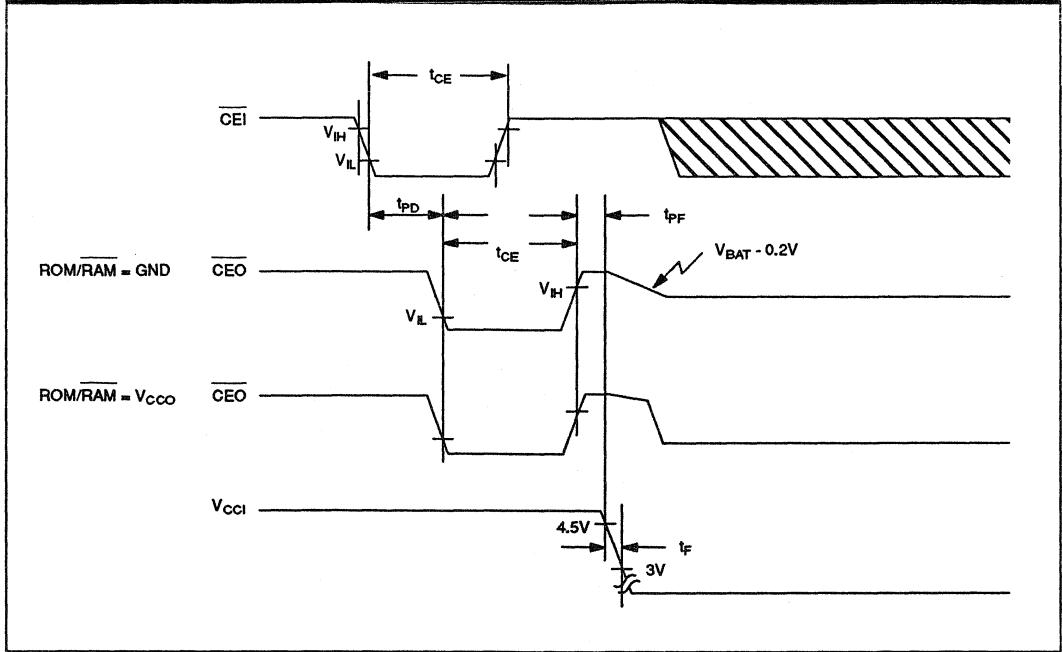 tCE
CEI
VIH
VIL
tPD
tPF
tCE
VBAT - 0.2V
ROM/RAM = GND CEO
VIH
VIL
ROM/RAM = VCCO CEO
VCCI
4.5V
tF
3V